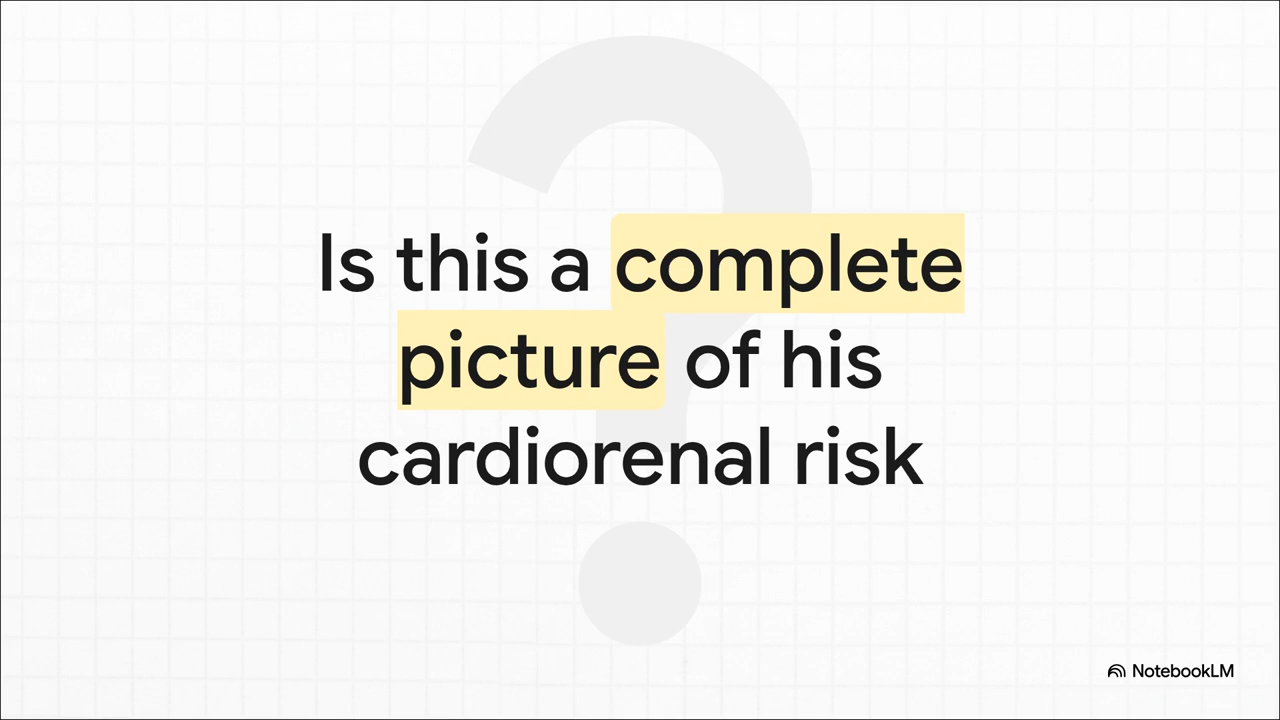 Is this a complete
picture of his
cardiorenal risk
?
NotebookLM